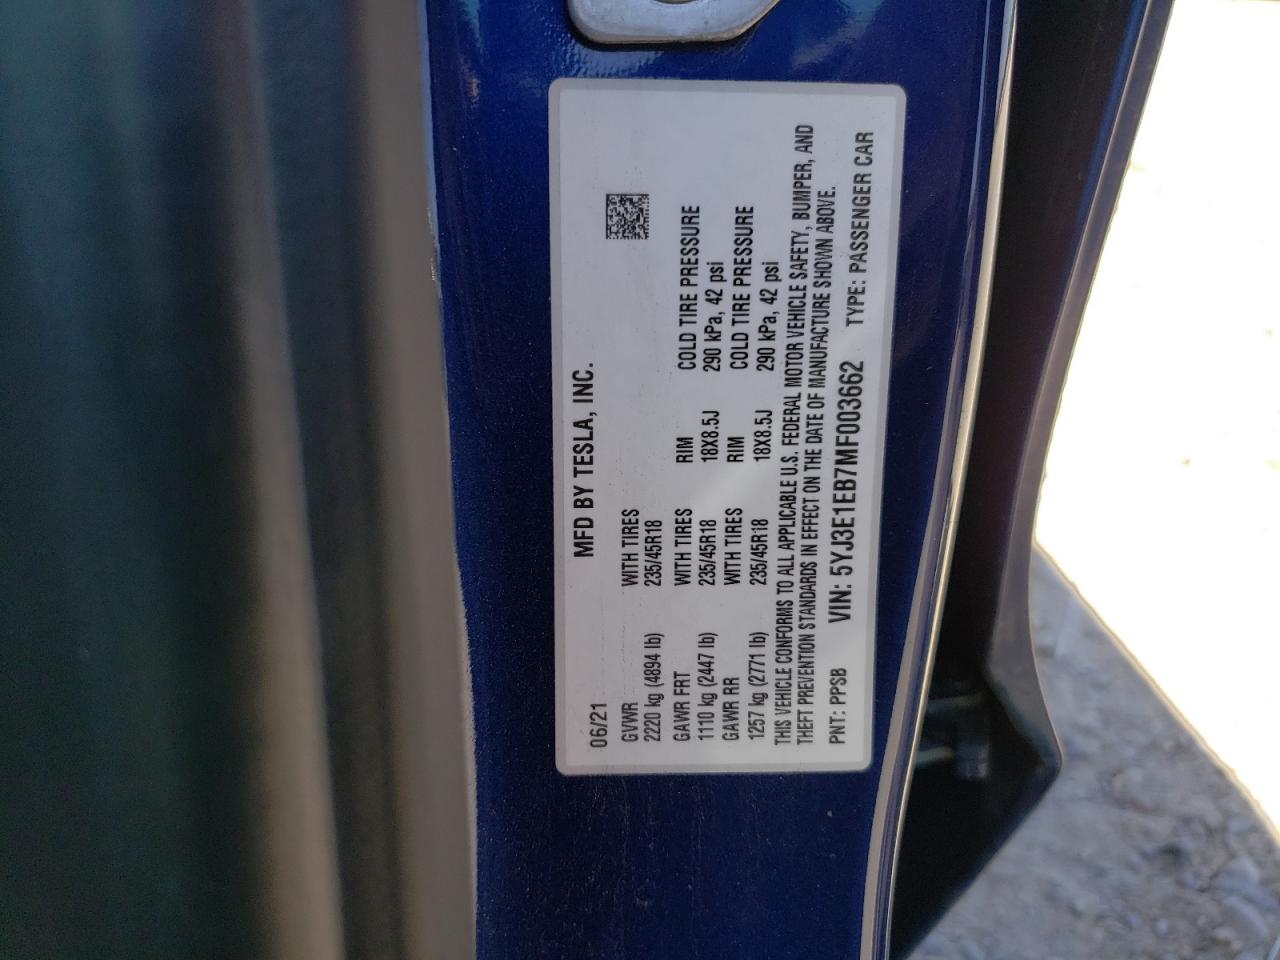 06/21 MFD BY TESLA, INC.
GVWR WITH TIRES
2220 kg (4894 lb) 235/45R18
GAWR FRT WITH TIRES RIM COLD TIRE PRESSURE
1110 kg (2447 lb) 235/45R18 18X8.5J 290 kPa, 42 psi
GAWR RR WITH TIRES RIM COLD TIRE PRESSURE
1257 kg (2771 lb) 235/45R18 18X8.5J 290 kPa, 42 psi
THIS VEHICLE CONFORMS TO ALL APPLICABLE U.S. FEDERAL MOTOR VEHICLE SAFETY, BUMPER, AND
THEFT PREVENTION STANDARDS IN EFFECT ON THE DATE OF MANUFACTURE SHOWN ABOVE.
PNT: PPSB VIN: 5YJ3E1EB7MF003662 TYPE: PASSENGER CAR